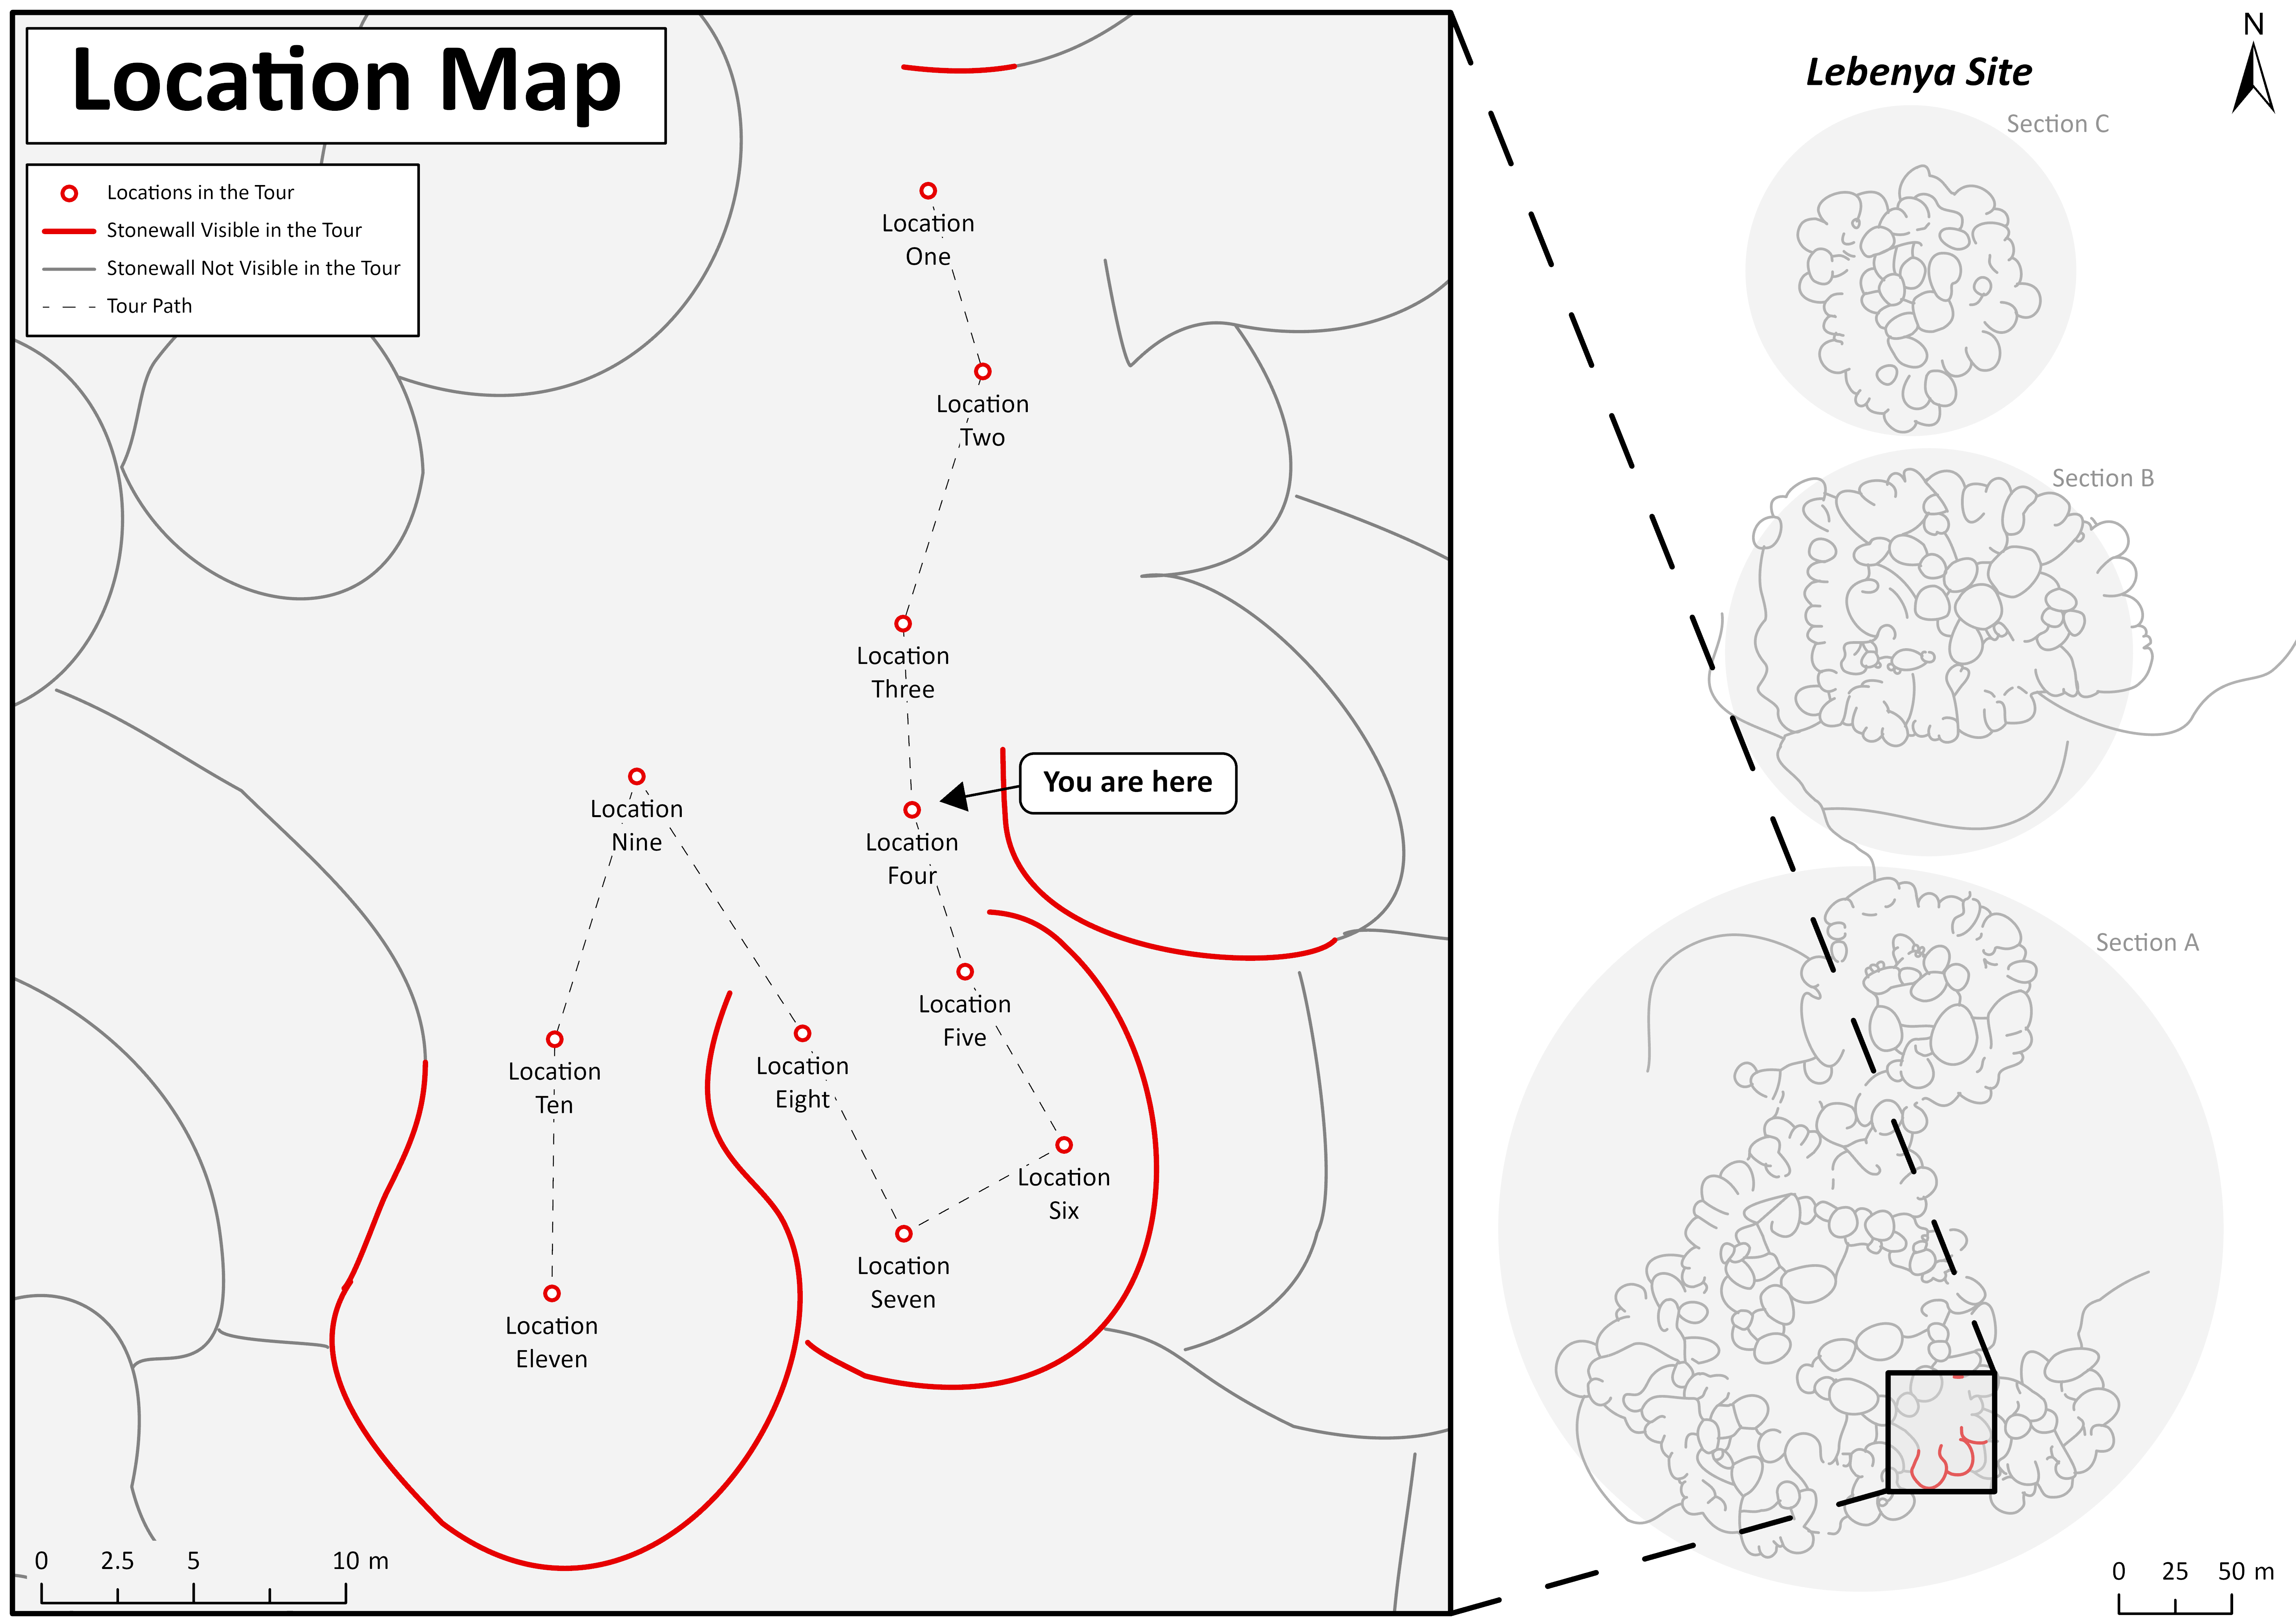 Location Map
Locations in the Tour
Stonewall Visible in the Tour
Stonewall Not Visible in the Tour
Tour Path
Location
One
Location
Two
Location
Three
You are here
Location
Four
Location
Nine
Location
Five
Location
Eight
Location
Ten
Location
Six
Location
Seven
Location
Eleven
0 2.5 5 10 m
N
Lebenya Site
Section C
Section B
Section A
0 25 50 m